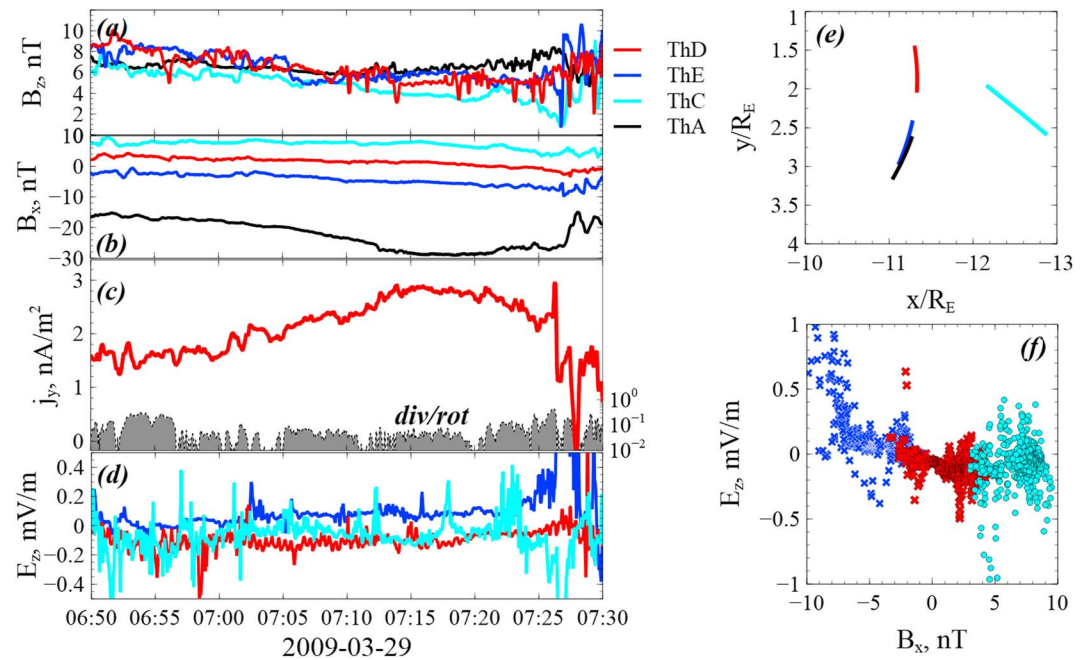 (a)
10
8
6
4
2
B_z, nT
ThD
ThE
ThC
ThA
10
0
−10
−20
−30
B_x, nT
(b)
(c)
3
2
1
0
j_y, nA/m²
div/rot
10⁰
10⁻¹
10⁻²
(d)
0.4
0.2
0
−0.2
−0.4
E_z, mV/m
06:50 06:55 07:00 07:05 07:10 07:15 07:20 07:25 07:30
2009-03-29
(e)
1
1.5
2
2.5
3
3.5
4
y/R_E
−10 −11 −12 −13
x/R_E
(f)
1
0.5
0
−0.5
−1
E_z, mV/m
−10 −5 0 5 10
B_x, nT